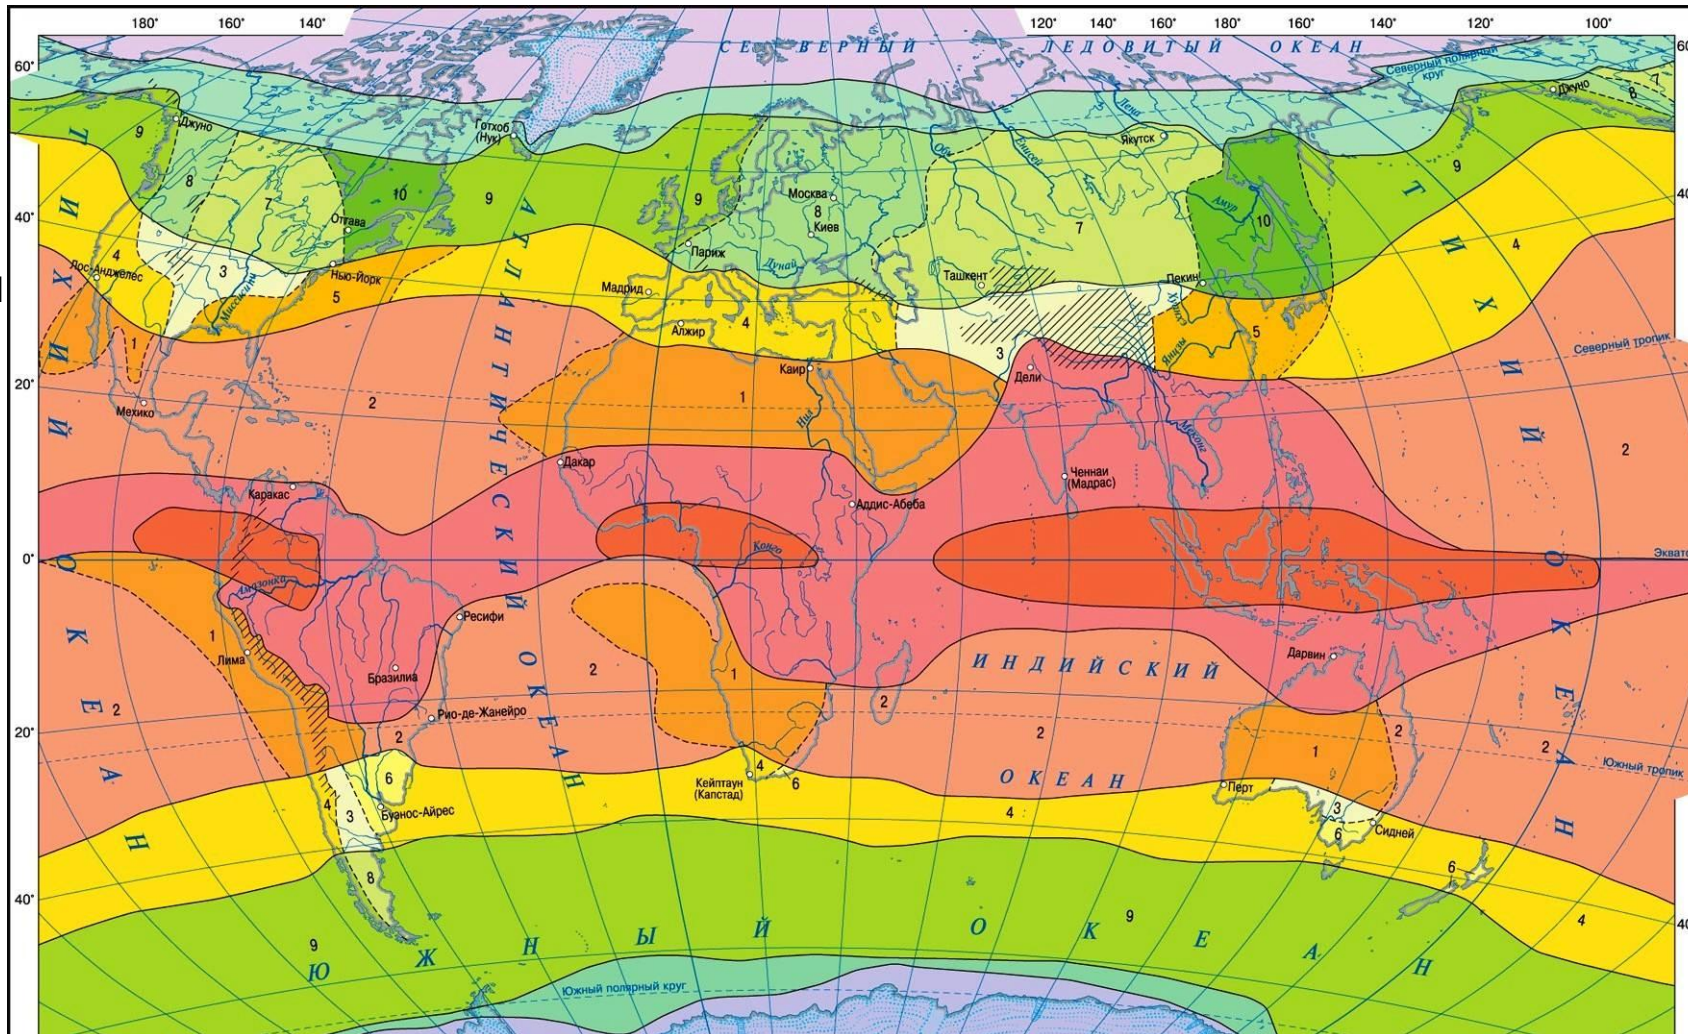 180° 160° 140° 120° 140° 160° 180° 160° 140° 120° 100°
СЕВЕРНЫЙ ЛЕДОВИТЫЙ ОКЕАН
60°
Северный полярный
круг
7
8
Джуно
Джуно
9
Готхоб
(Нук)
Лена
Якутск
Обь
Енисей
8
7
10
9
9
Москва
8
Киев
7
Амур
10
9
40°
Оттава
Париж
Дунай
4
3
Лос-Анджелес
Миссисипи
Нью-Йорк
5
Мадрид
Алжир
4
Ташкент
Пекин
Хуанхэ
Янцзы
5
3
4
Северный тропик
1
2
Каир
1
Нил
Дели
20°
Мехико
Меконг
2
Дакар
Ченнаи
(Мадрас)
Каракас
Аддис-Абеба
0°
Конго
Амазонка
ТИХИЙ ОКЕАН
АТЛАНТИЧЕСКИЙ ОКЕАН
ТИХИЙ ОКЕАН
Ресифи
1
Лима
Бразилиа
2
1
ИНДИЙСКИЙ
ОКЕАН
Дарвин
2
Рио-де-Жанейро
2
2
2
1
2
2
20°
Южный тропик
6
4
3
Буэнос-Айрес
Кейптаун
(Капстад)
4
6
4
Перт
3
6
Сидней
6
8
40°
4
9
9
ЮЖНЫЙ ОКЕАН
Южный полярный круг